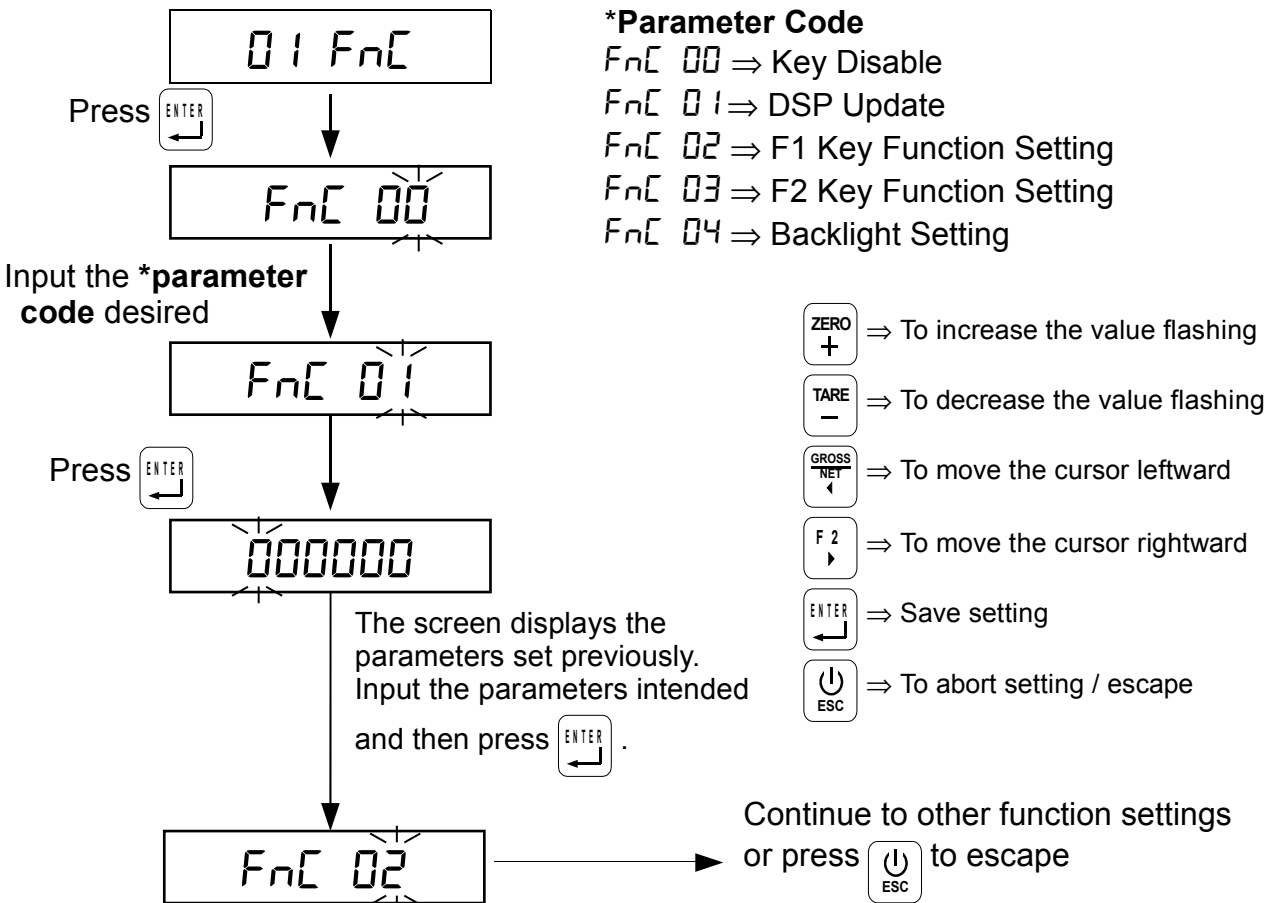 01 FnC
Press ENTER
FnC 00
Input the *parameter
code desired
FnC 01
Press ENTER
000000
The screen displays the
parameters set previously.
Input the parameters intended
and then press ENTER .
FnC 02
Continue to other function settings
or press ESC to escape
*Parameter Code
FnC 00 ⇒ Key Disable
FnC 01 ⇒ DSP Update
FnC 02 ⇒ F1 Key Function Setting
FnC 03 ⇒ F2 Key Function Setting
FnC 04 ⇒ Backlight Setting
ZERO + ⇒ To increase the value flashing
TARE − ⇒ To decrease the value flashing
GROSS NET ⇒ To move the cursor leftward
F 2 ⇒ To move the cursor rightward
ENTER ⇒ Save setting
ESC ⇒ To abort setting / escape